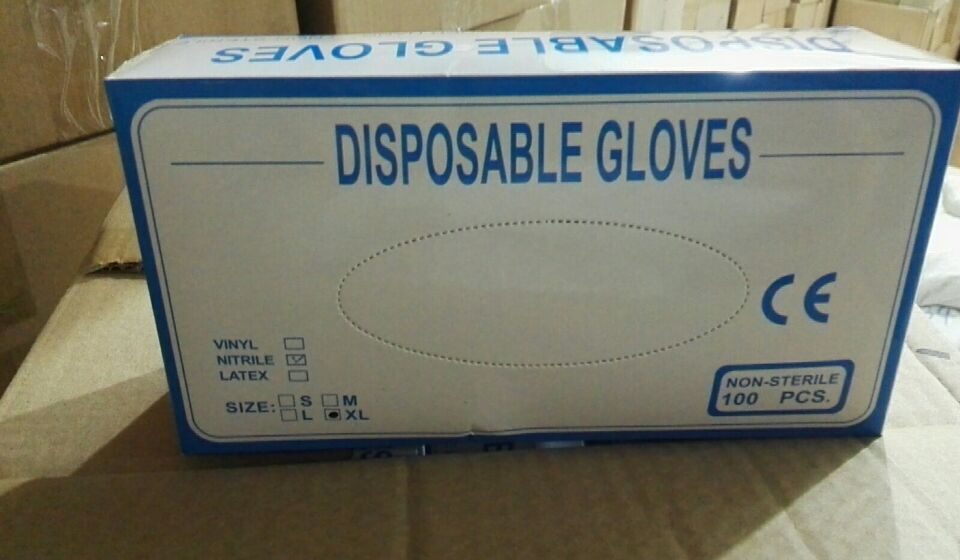 DISPOSABLE GLOVES
DISPOSABLE GLOVES
CE
VINYL
NITRILE
LATEX
SIZE: S M
L XL
NON-STERILE
100 PCS.